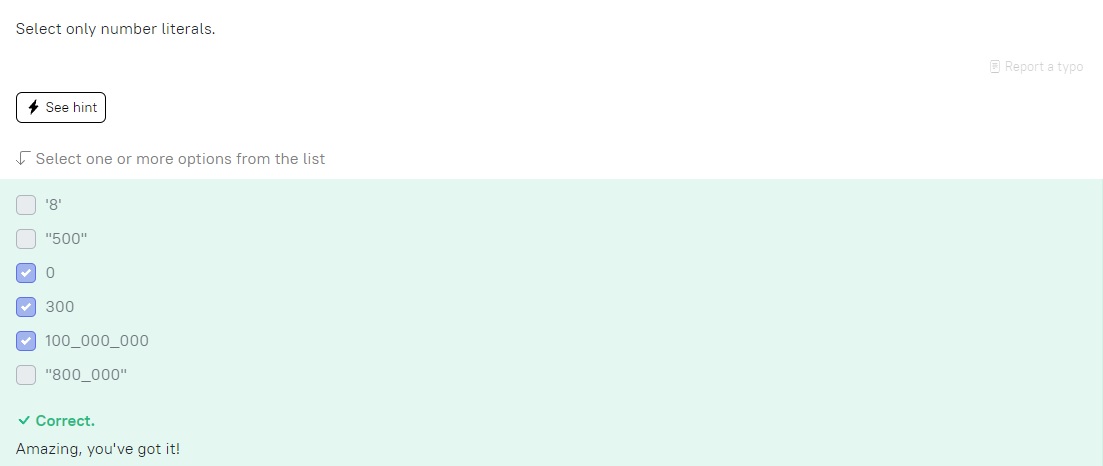 Select only number literals.
Report a typo
See hint
Select one or more options from the list
'8'
"500"
0
300
100_000_000
"800_000"
Correct.
Amazing, you've got it!